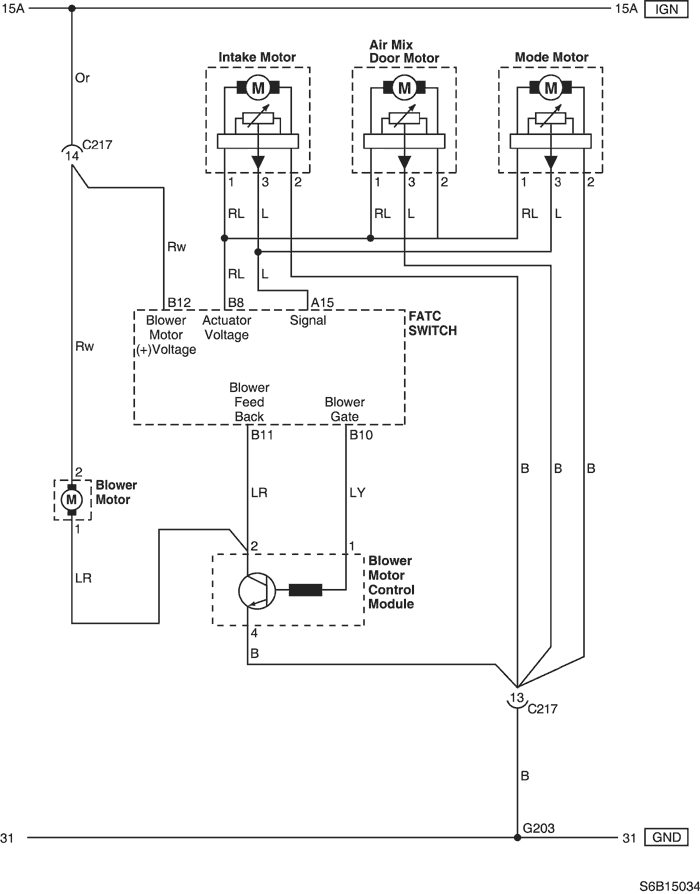 15A 15A IGN
Intake Motor
Air Mix
Door Motor
Mode Motor
M M M
Or
C217
14
1 3 2 1 3 2 1 3 2
RL L RL L RL L
Rw RL L
B12 B8 A15
Blower
Motor
(+)Voltage
Actuator
Voltage
Signal
FATC
SWITCH
Rw
Blower
Feed
Back
Blower
Gate
B11 B10
2
M
1
Blower
Motor
LR LY
B B B
LR
2 1
Blower
Motor
Control
Module
4
B
13
C217
B
G203
31 31 GND
S6B15034